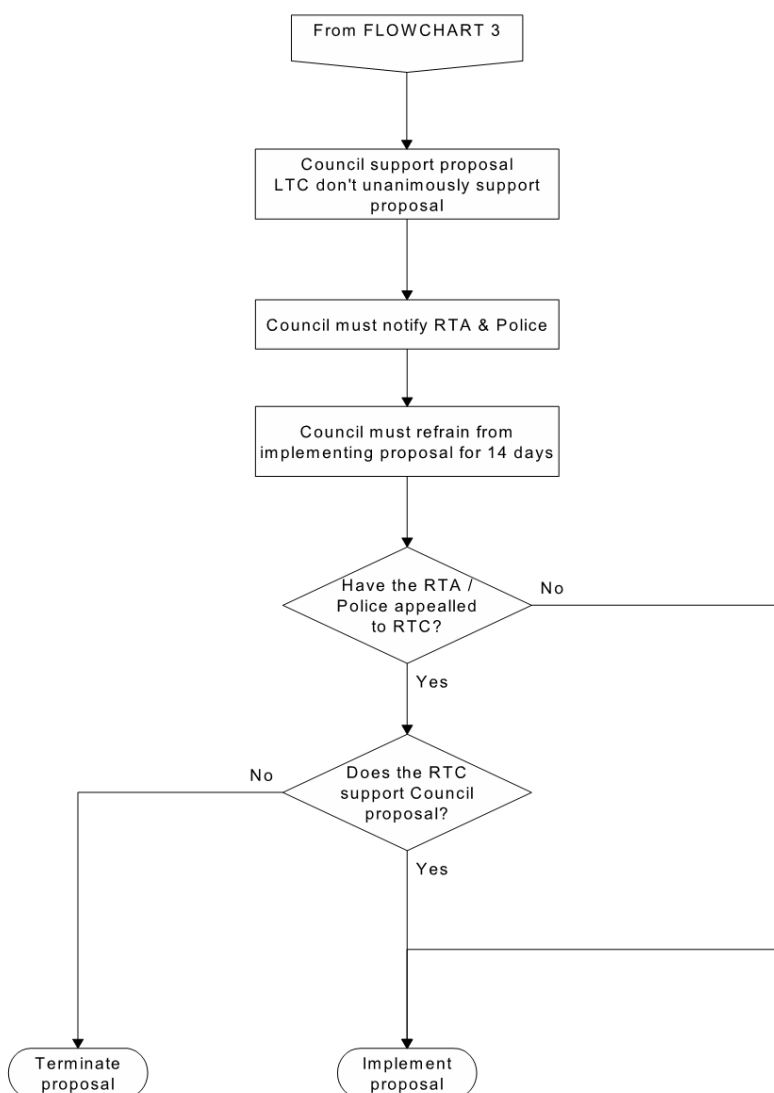 From FLOWCHART 3
Council support proposal
LTC don't unanimously support
proposal
Council must notify RTA & Police
Council must refrain from
implementing proposal for 14 days
Have the RTA /
Police appealled
to RTC?
No
Yes
Does the RTC
support Council
proposal?
No
Yes
Terminate
proposal
Implement
proposal